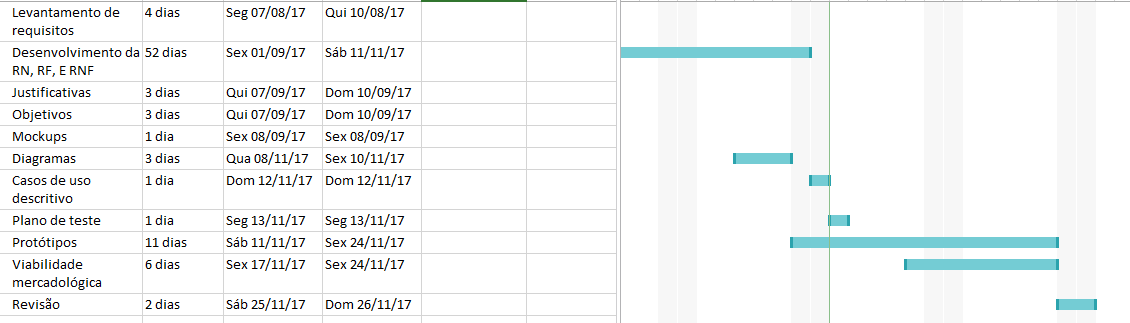 Levantamento de 4 dias Seg 07/08/17 Qui 10/08/17
requisitos
Desenvolvimento da 52 dias Sex 01/09/17 Sáb 11/11/17
RN, RF, E RNF
Justificativas 3 dias Qui 07/09/17 Dom 10/09/17
Objetivos 3 dias Qui 07/09/17 Dom 10/09/17
Mockups 1 dia Sex 08/09/17 Sex 08/09/17
Diagramas 3 dias Qua 08/11/17 Sex 10/11/17
Casos de uso 1 dia Dom 12/11/17 Dom 12/11/17
descritivo
Plano de teste 1 dia Seg 13/11/17 Seg 13/11/17
Protótipos 11 dias Sáb 11/11/17 Sex 24/11/17
Viabilidade 6 dias Sex 17/11/17 Sex 24/11/17
mercadológica
Revisão 2 dias Sáb 25/11/17 Dom 26/11/17